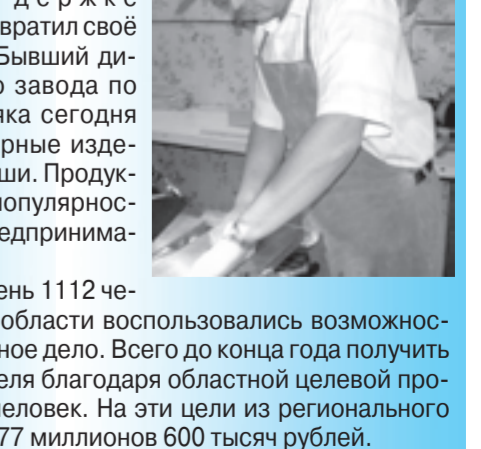 д е р ж к е
вратил своё
Бывший ди-
о завода по
яка сегодня
рные изде-
ши. Продук-
популярнос-
едпринима-
ень 1112 че-
области воспользовались возможнос-
ное дело. Всего до конца года получить
еля благодаря областной целевой про-
человек. На эти цели из регионального
77 миллионов 600 тысяч рублей.